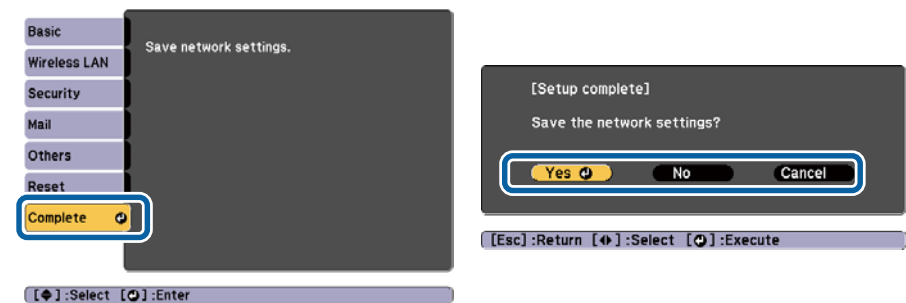 Basic
Save network settings.
Wireless LAN
Security
Mail
Others
Reset
Complete
[◆]:Select [⏎]:Enter
[Setup complete]
Save the network settings?
Yes No Cancel
[Esc]:Return [◆]:Select [⏎]:Execute